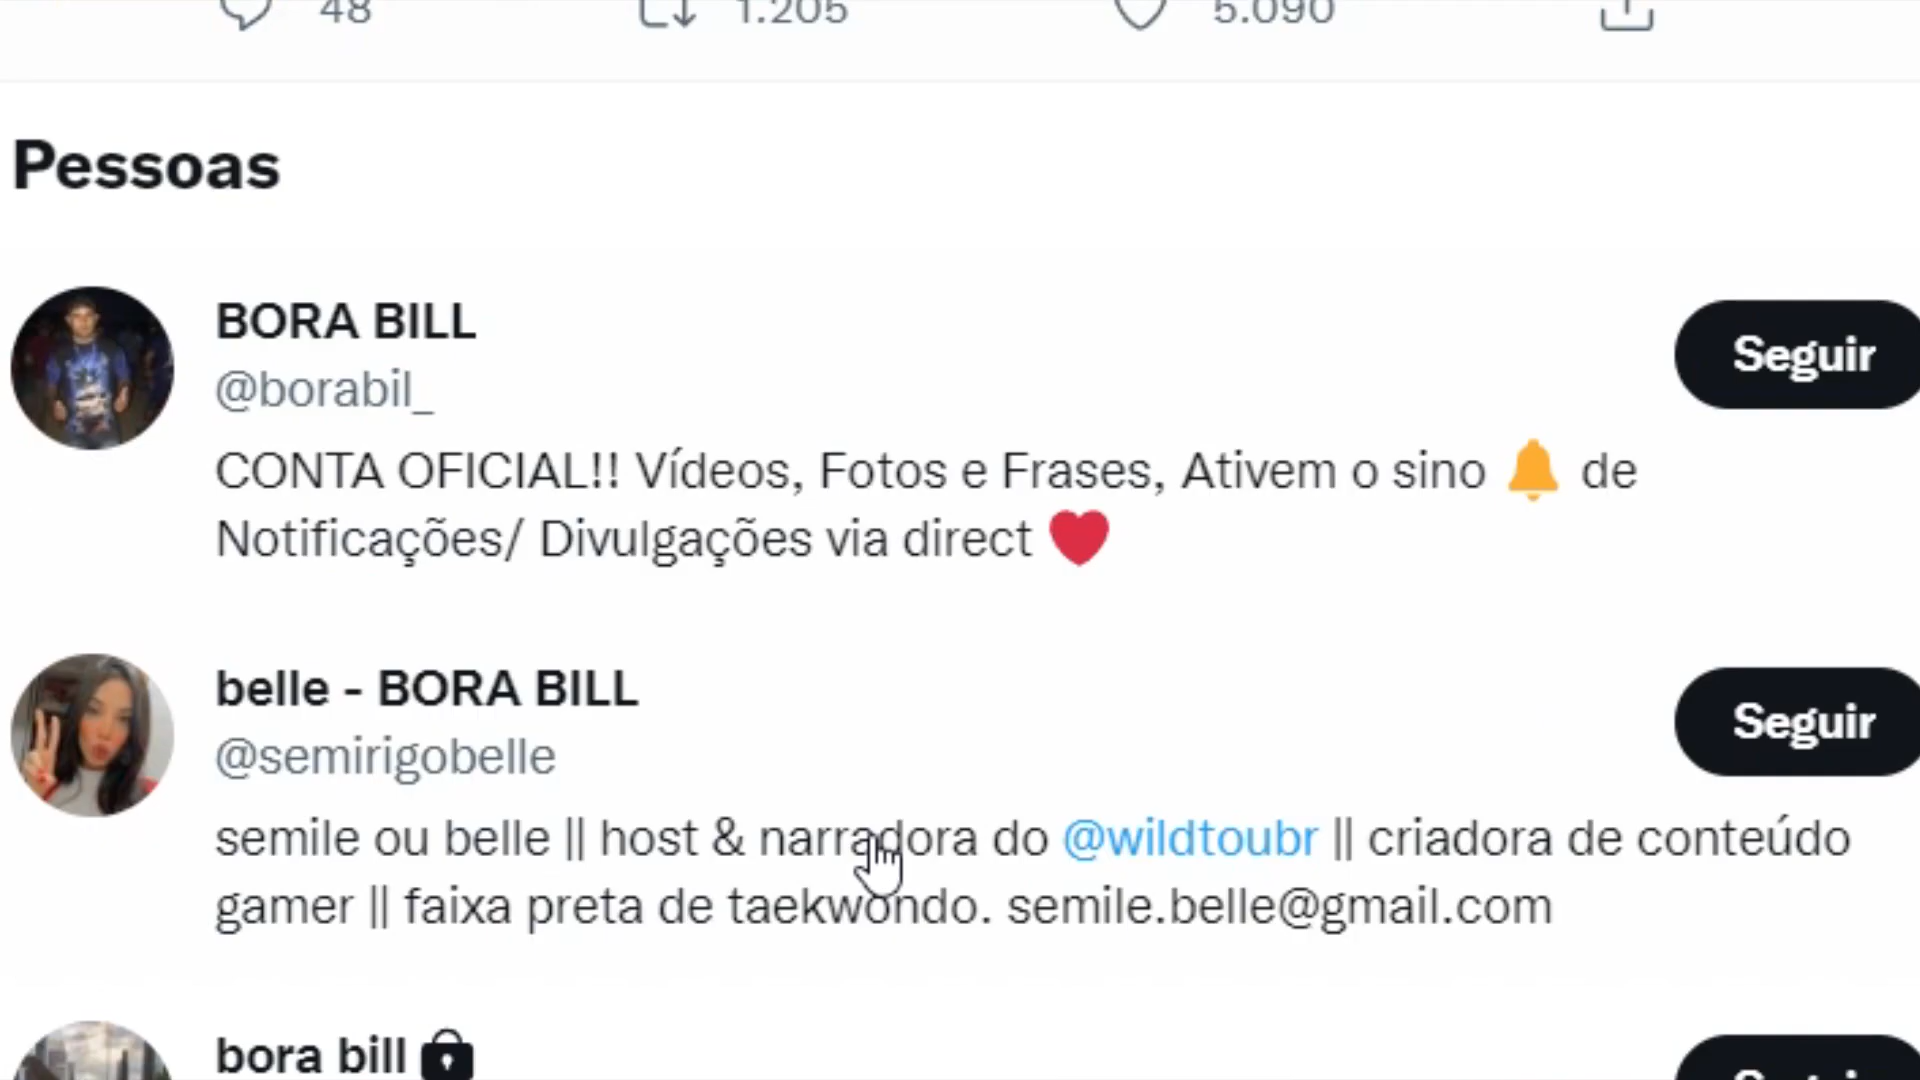 48 1.205 5.090
Pessoas
BORA BILL
Seguir
@borabil_
CONTA OFICIAL!! Vídeos, Fotos e Frases, Ativem o sino 🔔 de
Notificações/ Divulgações via direct ❤️
belle - BORA BILL
Seguir
@semirigobelle
semile ou belle || host & narradora do @wildtoubr || criadora de conteúdo
gamer || faixa preta de taekwondo. semile.belle@gmail.com
bora bill 🔒
Seguir